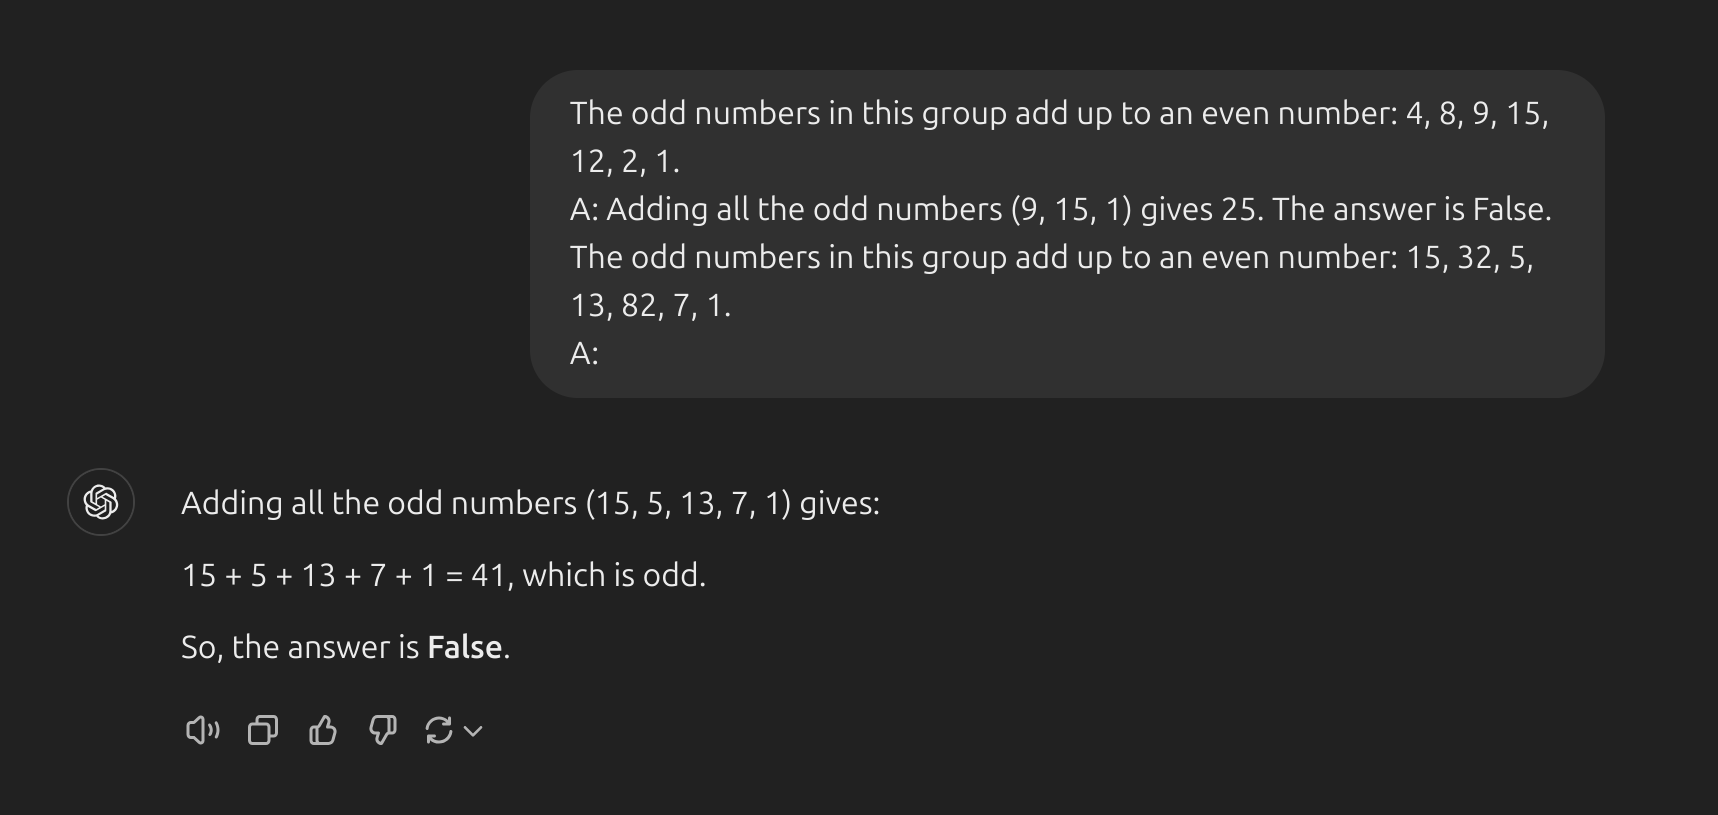 The odd numbers in this group add up to an even number: 4, 8, 9, 15,
12, 2, 1.
A: Adding all the odd numbers (9, 15, 1) gives 25. The answer is False.
The odd numbers in this group add up to an even number: 15, 32, 5,
13, 82, 7, 1.
A:
Adding all the odd numbers (15, 5, 13, 7, 1) gives:
15 + 5 + 13 + 7 + 1 = 41, which is odd.
So, the answer is False.